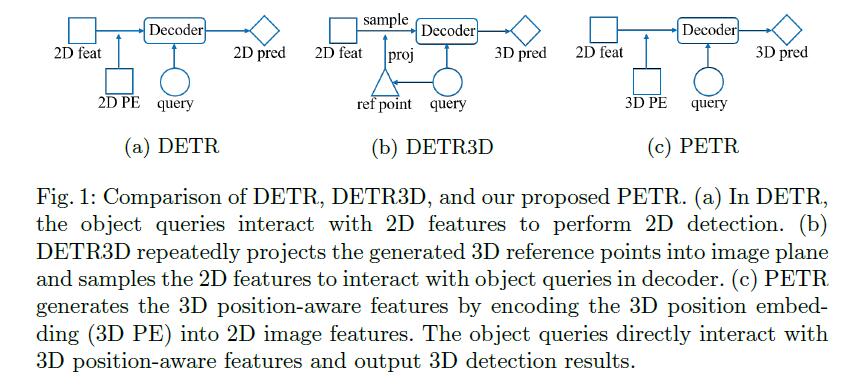 2D feat
2D PE
query
Decoder
2D pred
(a) DETR
2D feat
sample
proj
ref point
query
Decoder
3D pred
(b) DETR3D
2D feat
3D PE
query
Decoder
3D pred
(c) PETR
Fig. 1: Comparison of DETR, DETR3D, and our proposed PETR. (a) In DETR,
the object queries interact with 2D features to perform 2D detection. (b)
DETR3D repeatedly projects the generated 3D reference points into image plane
and samples the 2D features to interact with object queries in decoder. (c) PETR
generates the 3D position-aware features by encoding the 3D position embed-
ding (3D PE) into 2D image features. The object queries directly interact with
3D position-aware features and output 3D detection results.